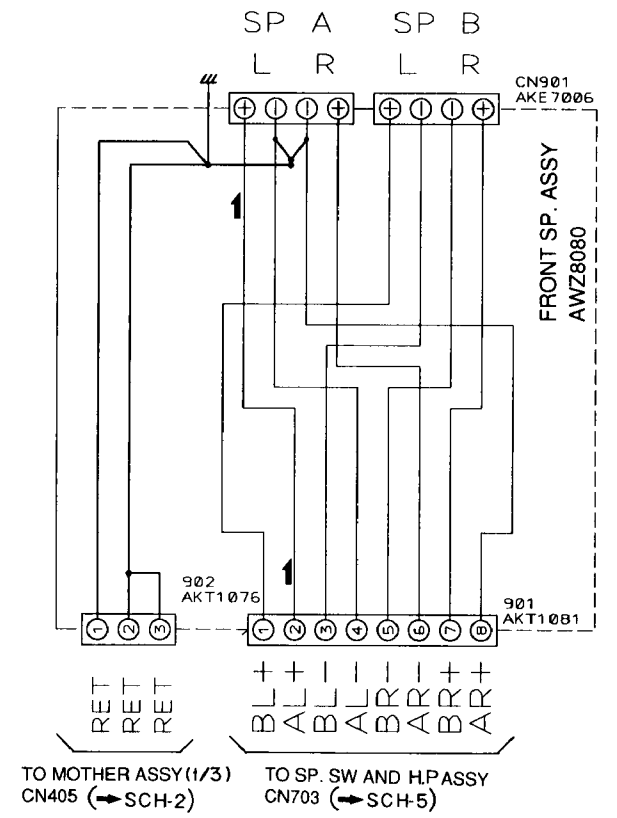 SP A SP B
L R L R
CN901
AKE7006
+ − − + + − − +
FRONT SP. ASSY
AWZ8080
902
AKT1076
901
AKT1081
1 2 3
1 2 3 4 5 6 7 8
RET
RET
RET
BL+
AL+
BL−
AL−
BR−
AR−
BR+
AR+
TO MOTHER ASSY(1/3)
CN405 (➡SCH-2)
TO SP. SW AND H.P ASSY
CN703 (➡SCH-5)